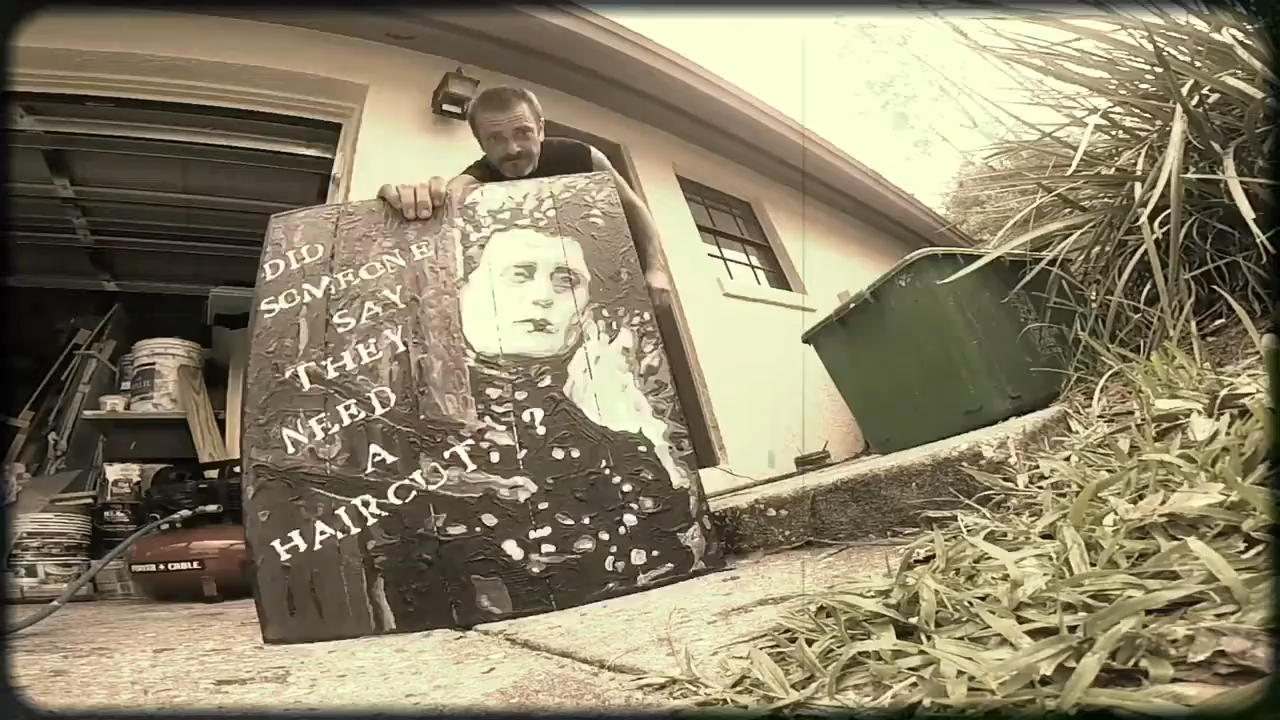 DID
SOMEONE
SAY
THEY
NEED
A
HAIRCUT?
PORTER+CABLE